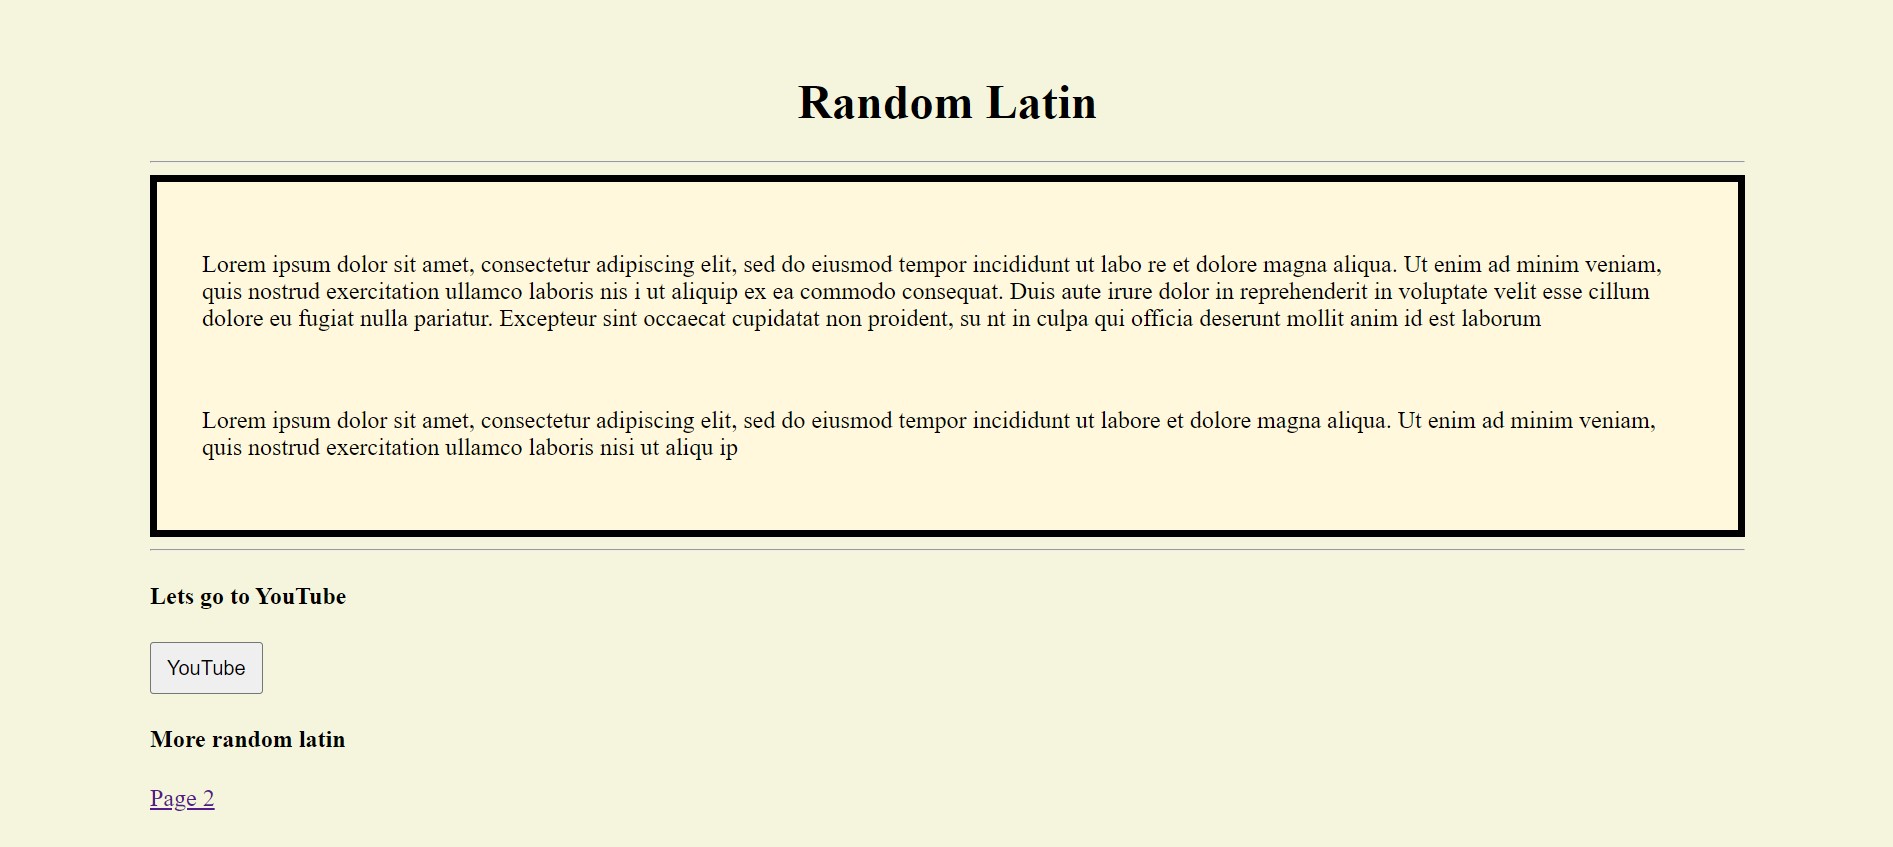 Random Latin
Lorem ipsum dolor sit amet, consectetur adipiscing elit, sed do eiusmod tempor incididunt ut labo re et dolore magna aliqua. Ut enim ad minim veniam,
quis nostrud exercitation ullamco laboris nis i ut aliquip ex ea commodo consequat. Duis aute irure dolor in reprehenderit in voluptate velit esse cillum
dolore eu fugiat nulla pariatur. Excepteur sint occaecat cupidatat non proident, su nt in culpa qui officia deserunt mollit anim id est laborum
Lorem ipsum dolor sit amet, consectetur adipiscing elit, sed do eiusmod tempor incididunt ut labore et dolore magna aliqua. Ut enim ad minim veniam,
quis nostrud exercitation ullamco laboris nisi ut aliqu ip
Lets go to YouTube
YouTube
More random latin
Page 2